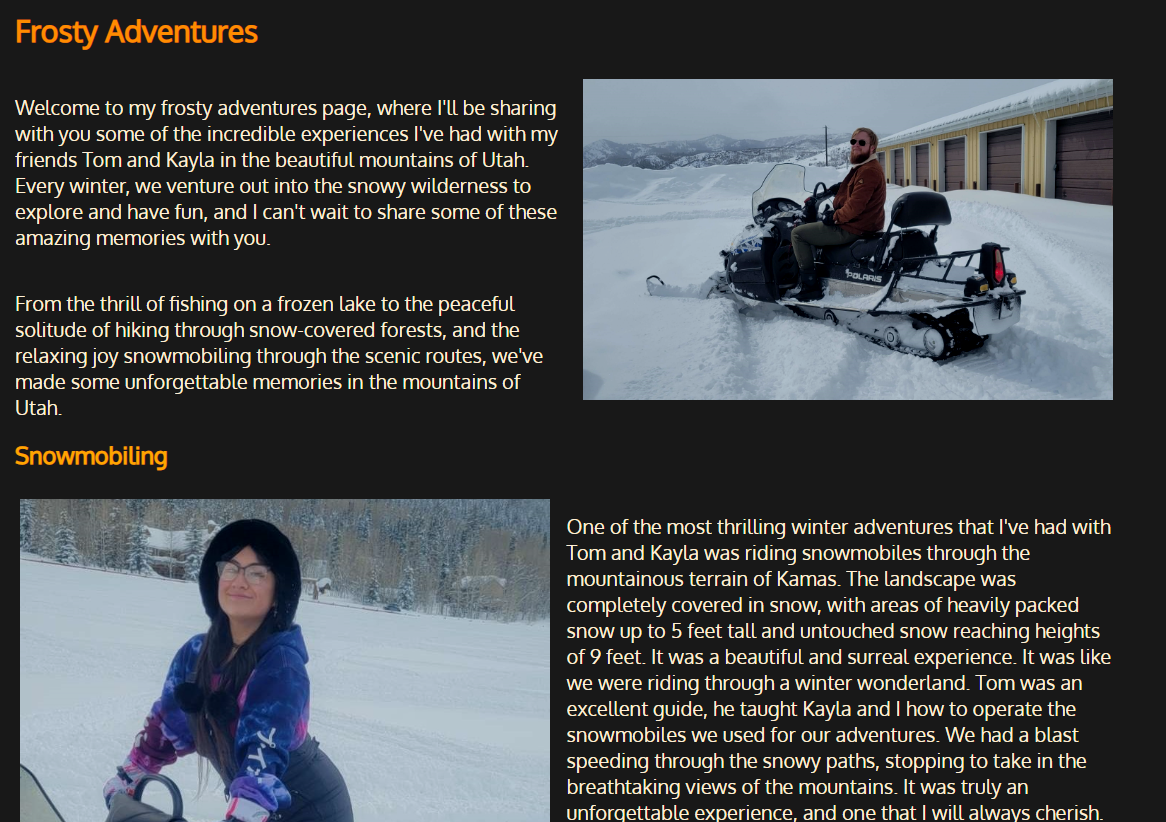 Frosty Adventures
Welcome to my frosty adventures page, where I'll be sharing
with you some of the incredible experiences I've had with my
friends Tom and Kayla in the beautiful mountains of Utah.
Every winter, we venture out into the snowy wilderness to
explore and have fun, and I can't wait to share some of these
amazing memories with you.
From the thrill of fishing on a frozen lake to the peaceful
solitude of hiking through snow-covered forests, and the
relaxing joy snowmobiling through the scenic routes, we've
made some unforgettable memories in the mountains of
Utah.
POLARIS
Snowmobiling
One of the most thrilling winter adventures that I've had with
Tom and Kayla was riding snowmobiles through the
mountainous terrain of Kamas. The landscape was
completely covered in snow, with areas of heavily packed
snow up to 5 feet tall and untouched snow reaching heights
of 9 feet. It was a beautiful and surreal experience. It was like
we were riding through a winter wonderland. Tom was an
excellent guide, he taught Kayla and I how to operate the
snowmobiles we used for our adventures. We had a blast
speeding through the snowy paths, stopping to take in the
breathtaking views of the mountains. It was truly an
unforgettable experience, and one that I will always cherish.